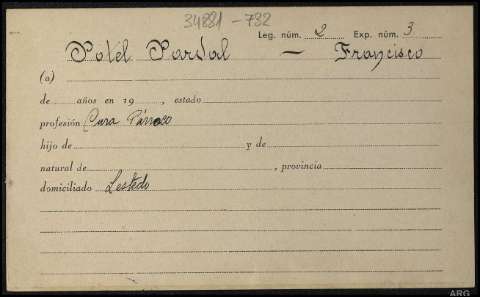 34881-732
Leg. núm. 2 Exp. núm. 3
Potel Pardal — Francisco
(a)
de años en 19 , estado
profesión Cura Párroco
hijo de y de
natural de , provincia
domiciliado Lestedo
ARG